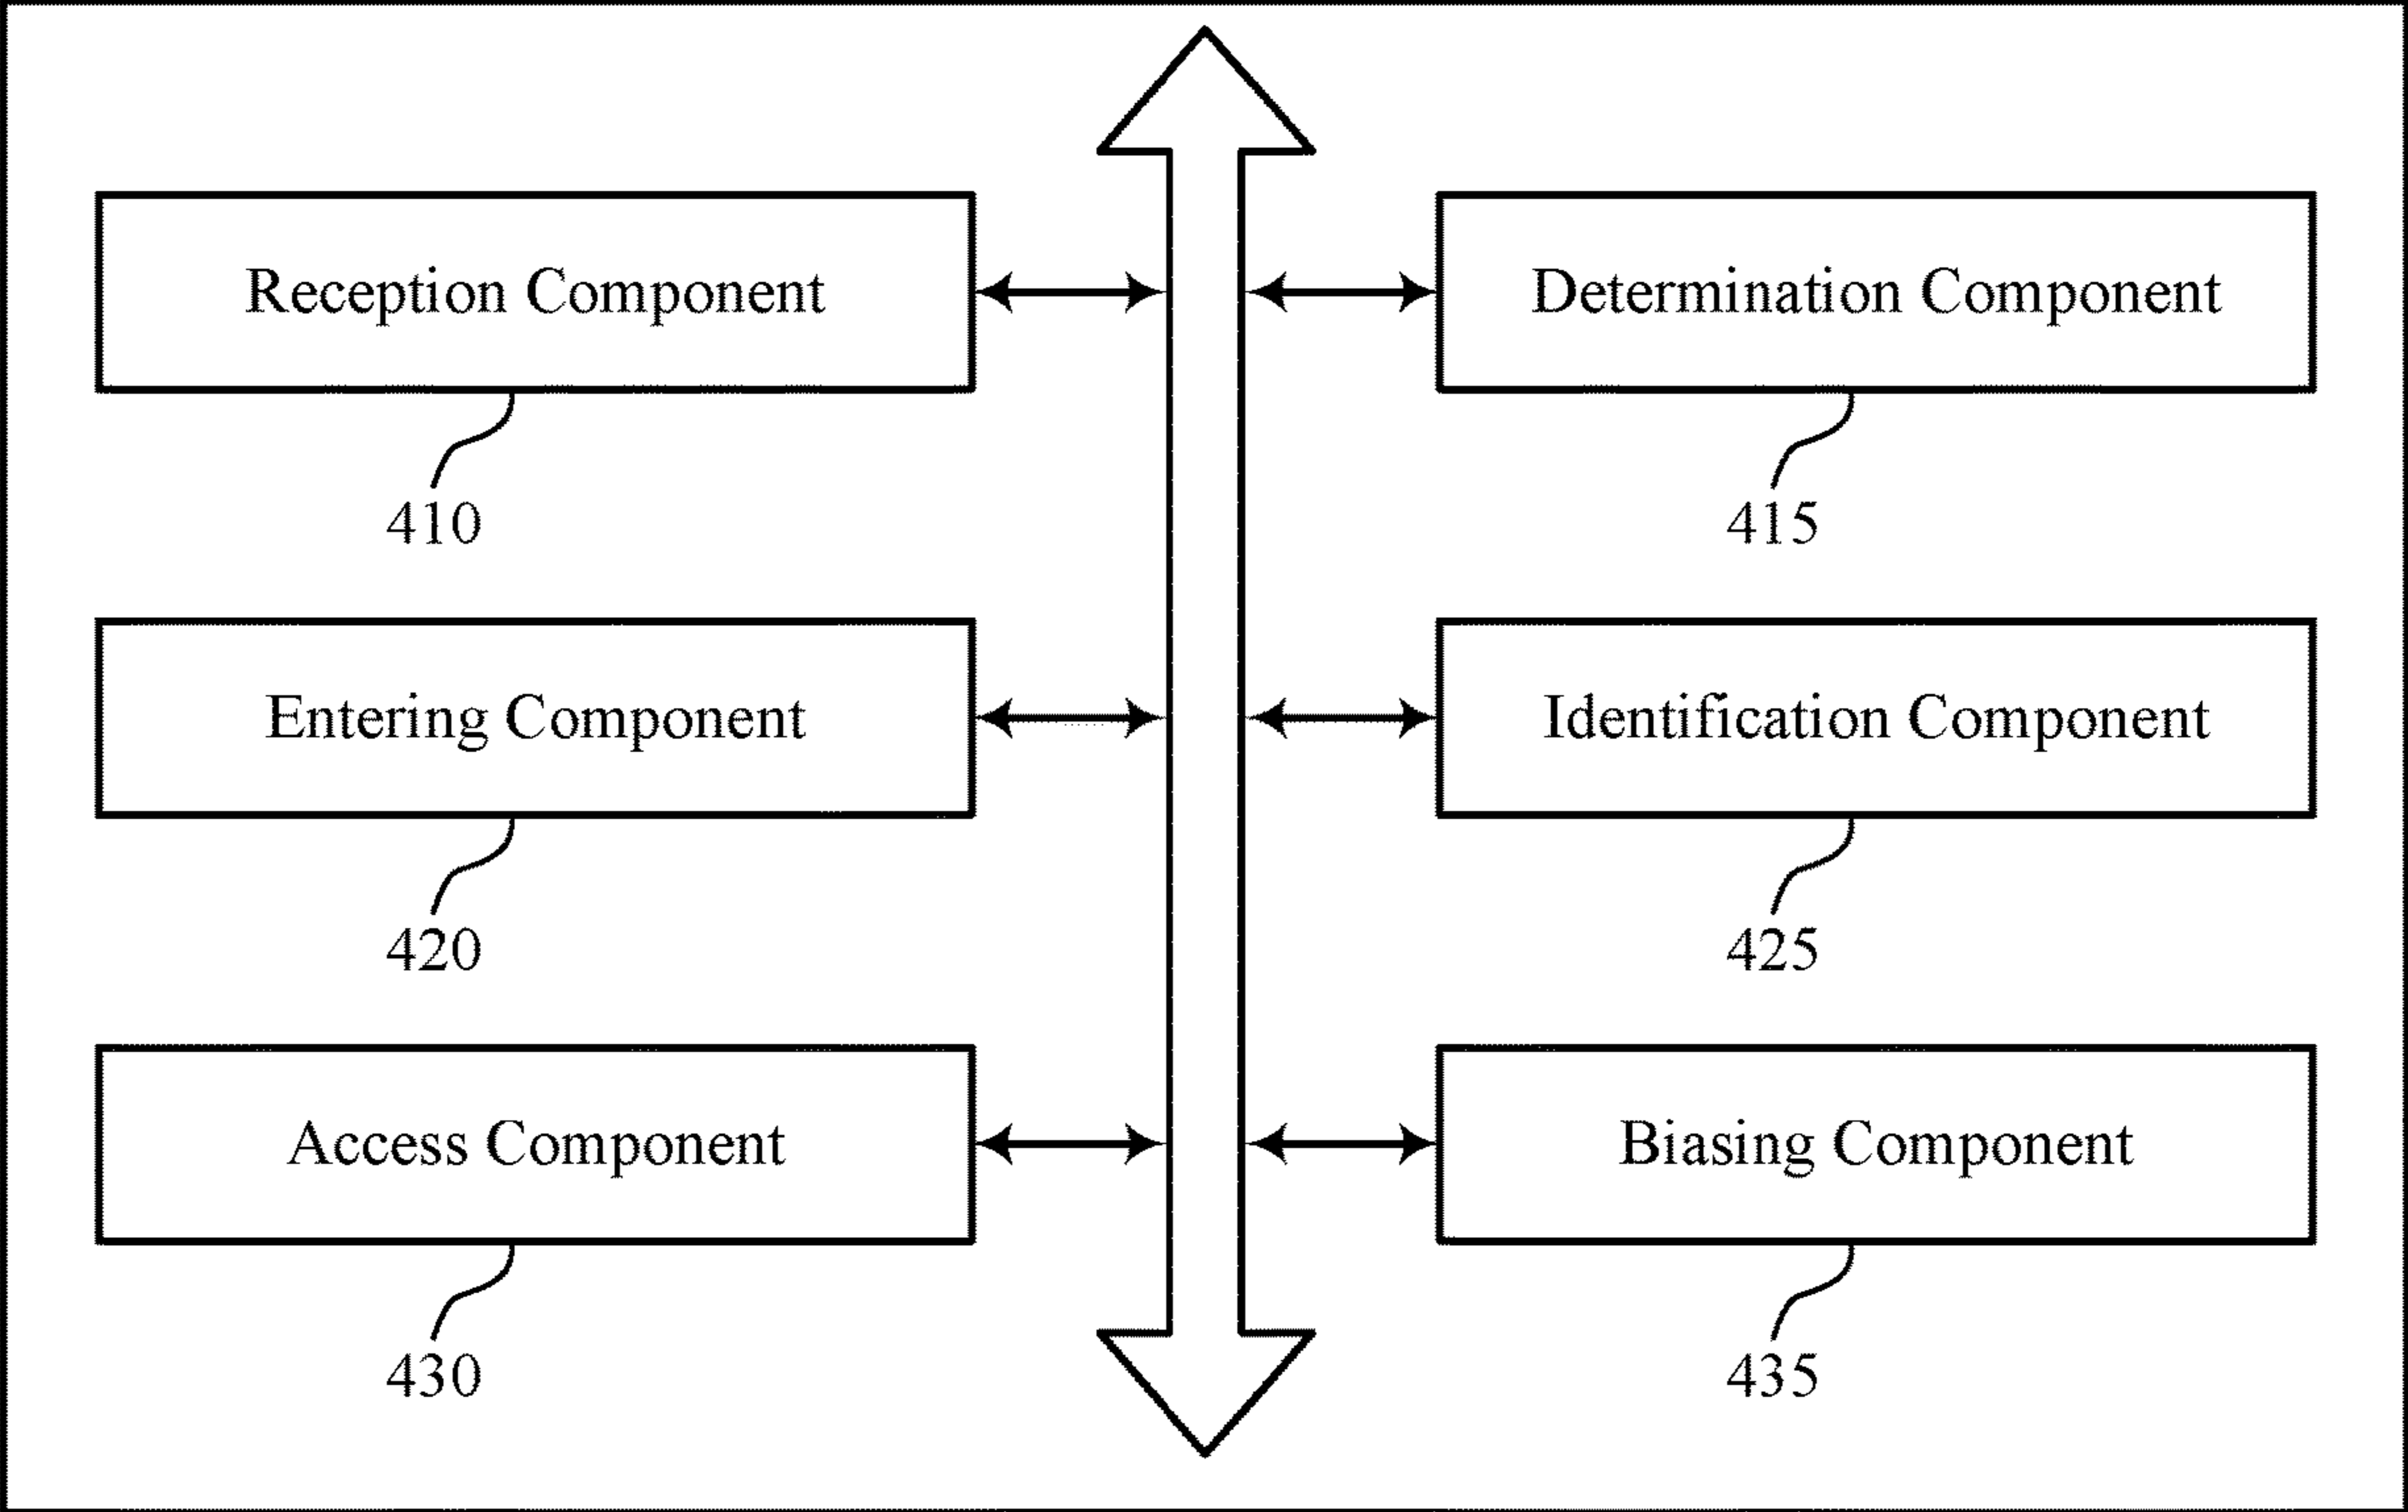 Reception Component
Determination Component
410
415
Entering Component
Identification Component
420
425
Access Component
Biasing Component
430
435